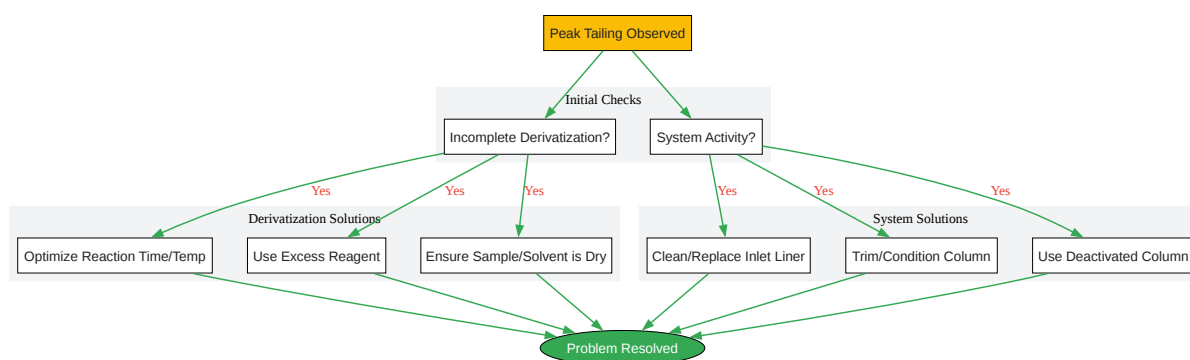 Peak Tailing Observed
Initial Checks
Incomplete Derivatization?
System Activity?
Yes
Yes
Yes
Yes
Yes
Yes
Derivatization Solutions
System Solutions
Optimize Reaction Time/Temp
Use Excess Reagent
Ensure Sample/Solvent is Dry
Clean/Replace Inlet Liner
Trim/Condition Column
Use Deactivated Column
Problem Resolved